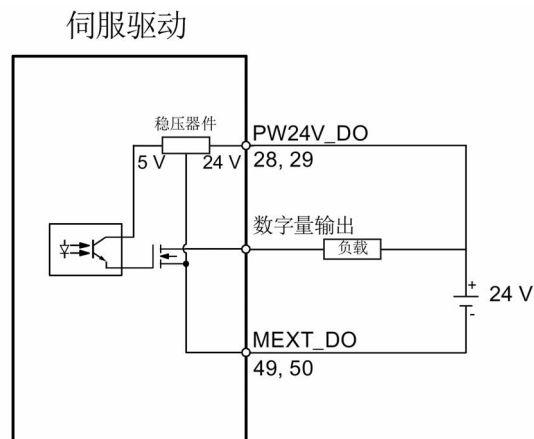 伺服驱动
稳压器件
5 V
24 V
PW24V_DO
28, 29
数字量输出
负载
+
24 V
-
MEXT_DO
49, 50